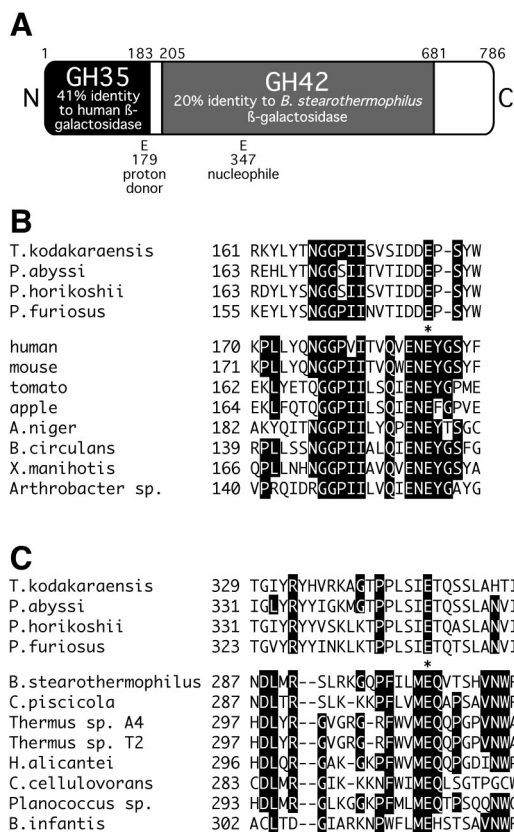 A
1 183 205 681 786
N GH35 GH42 C
41% identity to human ß-galactosidase
20% identity to B. stearothermophilus ß-galactosidase
E E
179 347
proton donor nucleophile
B
T.kodakaraensis 161 RKYLYTNGGPIISVSIDDEP-SYW
P.abyssi 163 REHLYTNGGSIITVTIDDEP-SYW
P.horikoshii 163 RDYLYSNGGSIITVTIDDEP-SYW
P.furiosus 155 KEYLYSNGGPIINVTIDDEP-SYW
*
human 170 KPLLYQNGGPVITVQVENEYGSYF
mouse 171 KPLLYQNGGPIITVQWENEYGSYF
tomato 162 EKLYETQGGPIILSQIENEYGPME
apple 164 EKLFQTQGGPIILSQIENEFGPVE
A.niger 182 AKYQITNGGPIILYQPENEYTSGC
B.circulans 139 RPLLSSNGGPIIALQIENEYGSFG
X.manihotis 166 QPLLNHNGGPIIAVQVENEYGSYA
Arthrobacter sp. 140 VPRQIDRGGPIILVQIENEYGAYG
C
T.kodakaraensis 329 TGIYRYHVRKAGTPPLSIETQSSLAHTI
P.abyssi 331 IGLYRYYIGKMGTPPLSIETQSSLANVI
P.horikoshii 331 TGIYRYYVSKLKTPPLSIETQASLANVI
P.furiosus 323 TGVYRYYINKLKTPPLSIETQTSLANVI
*
B.stearothermophilus 287 NDLMR--SLRKGQPFILMEQVTSHVNWR
C.piscicola 287 NDLTR--SLK-KKPFLVMEQAPSAVNWR
Thermus sp. A4 297 HDLYR--GVGRG-RFWVMEQQPGPVNWA
Thermus sp. T2 297 HDLYR--GVGRG-RFWVMEQQPGPVNWA
H.alicantei 296 HDLQR--GAK-GKPFWVMEQQPGDINWR
C.cellulovorans 283 CDLMR--GIK-KKNFWIMEQLSGTPGCW
Planococcus sp. 293 HDLMR--GLKGGKPFMLMEQTPSQQNWQ
B.infantis 302 ACLTD--GIARKNPWFLMEHSTSAVNWR